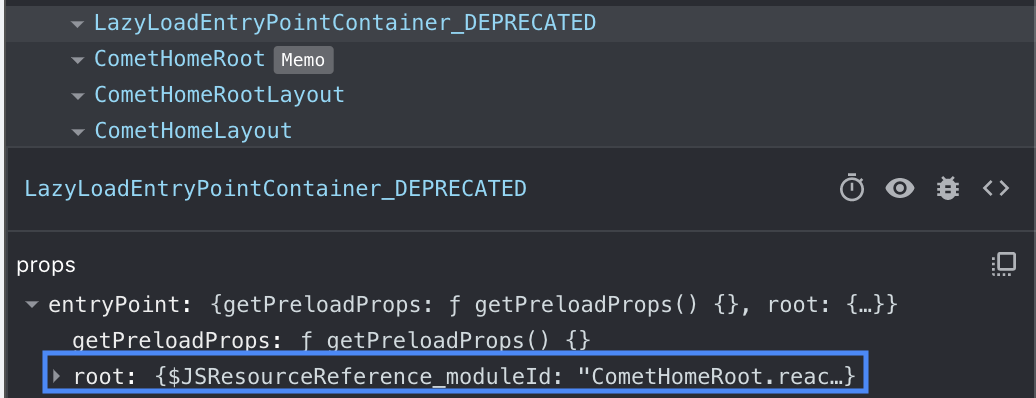 LazyLoadEntryPointContainer_DEPRECATED
CometHomeRoot Memo
CometHomeRootLayout
CometHomeLayout
LazyLoadEntryPointContainer_DEPRECATED
props
entryPoint: {getPreloadProps: ƒ getPreloadProps() {}, root: {…}}
getPreloadProps: ƒ getPreloadProps() {}
root: {$JSResourceReference_moduleId: "CometHomeRoot.reac…}